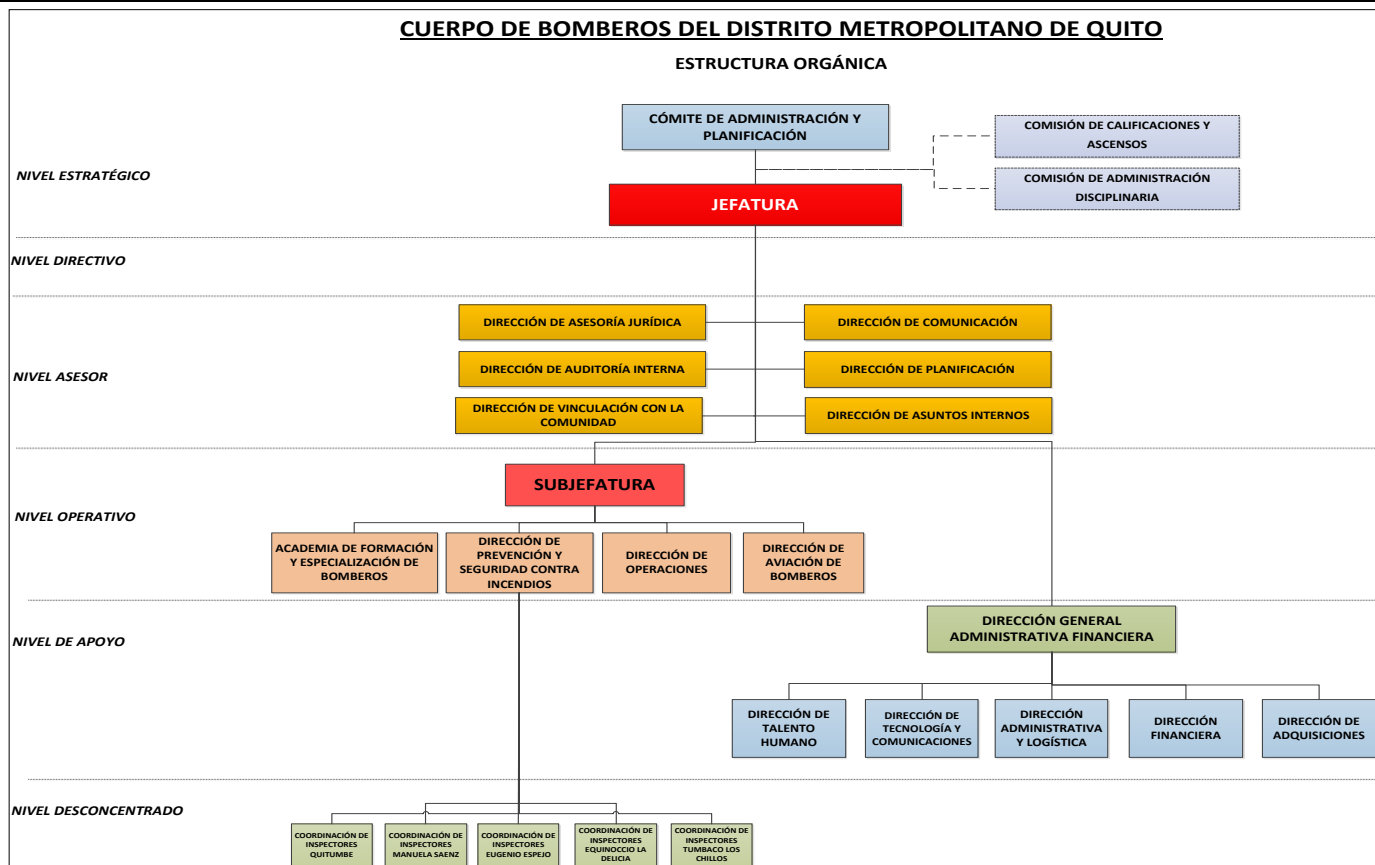 CUERPO DE BOMBEROS DEL DISTRITO METROPOLITANO DE QUITO
ESTRUCTURA ORGÁNICA
CÓMITE DE ADMINISTRACIÓN Y
PLANIFICACIÓN
COMISIÓN DE CALIFICACIONES Y
ASCENSOS
COMISIÓN DE ADMINISTRACIÓN
DISCIPLINARIA
NIVEL ESTRATÉGICO
JEFATURA
NIVEL DIRECTIVO
DIRECCIÓN DE ASESORÍA JURÍDICA
DIRECCIÓN DE COMUNICACIÓN
NIVEL ASESOR
DIRECCIÓN DE AUDITORÍA INTERNA
DIRECCIÓN DE PLANIFICACIÓN
DIRECCIÓN DE VINCULACIÓN CON LA
COMUNIDAD
DIRECCIÓN DE ASUNTOS INTERNOS
SUBJEFATURA
NIVEL OPERATIVO
ACADEMIA DE FORMACIÓN
Y ESPECIALIZACIÓN DE
BOMBEROS
DIRECCIÓN DE
PREVENCIÓN Y
SEGURIDAD CONTRA
INCENDIOS
DIRECCIÓN DE
OPERACIONES
DIRECCIÓN DE
AVIACIÓN DE
BOMBEROS
NIVEL DE APOYO
DIRECCIÓN GENERAL
ADMINISTRATIVA FINANCIERA
DIRECCIÓN DE
TALENTO
HUMANO
DIRECCIÓN DE
TECNOLOGÍA Y
COMUNICACIONES
DIRECCIÓN
ADMINISTRATIVA
Y LOGÍSTICA
DIRECCIÓN
FINANCIERA
DIRECCIÓN DE
ADQUISICIONES
NIVEL DESCONCENTRADO
COORDINACIÓN DE
INSPECTORES
QUITUMBE
COORDINACIÓN DE
INSPECTORES
MANUELA SAENZ
COORDINACIÓN DE
INSPECTORES
EUGENIO ESPEJO
COORDINACIÓN DE
INSPECTORES
EQUINOCCIO LA
DELICIA
COORDINACIÓN DE
INSPECTORES
TUMBACO LOS
CHILLOS